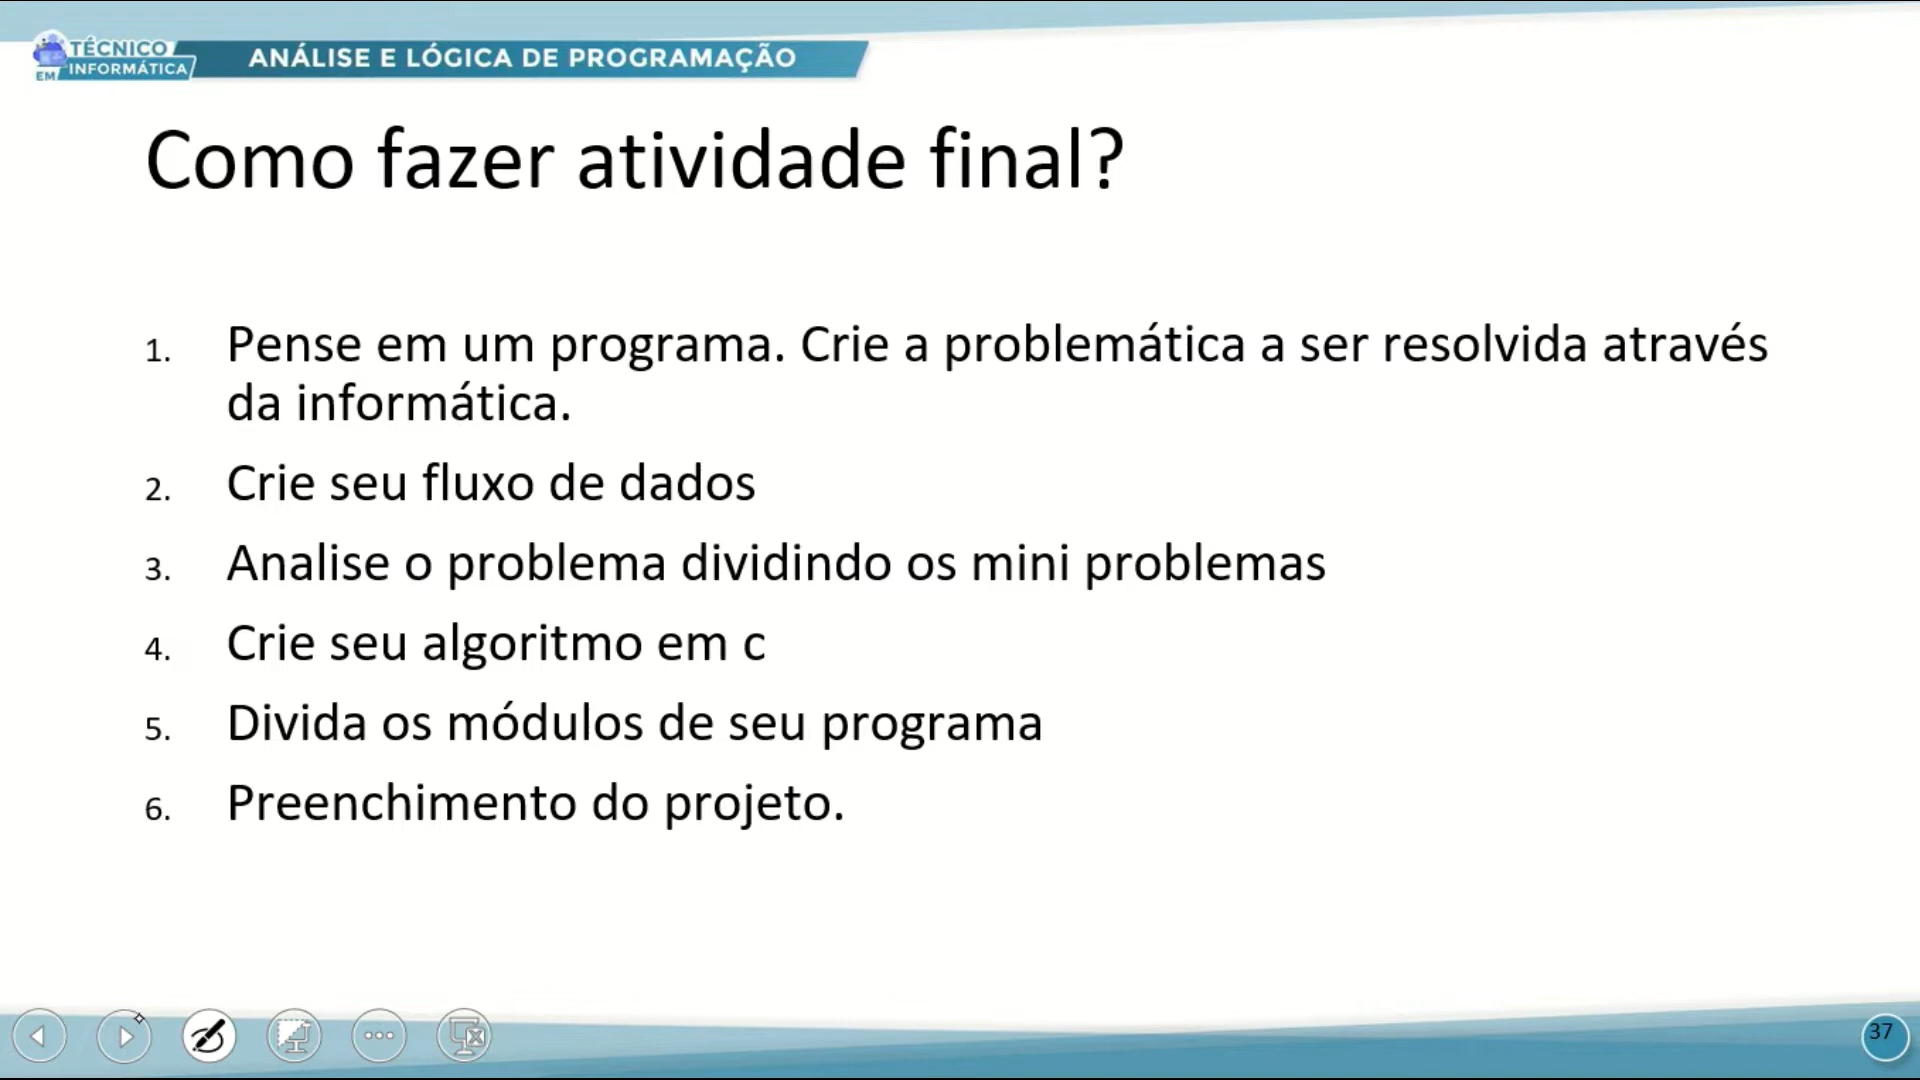 TÉCNICO
EM INFORMÁTICA
ANÁLISE E LÓGICA DE PROGRAMAÇÃO
Como fazer atividade final?
1. Pense em um programa. Crie a problemática a ser resolvida através
da informática.
2. Crie seu fluxo de dados
3. Analise o problema dividindo os mini problemas
4. Crie seu algoritmo em c
5. Divida os módulos de seu programa
6. Preenchimento do projeto.
37